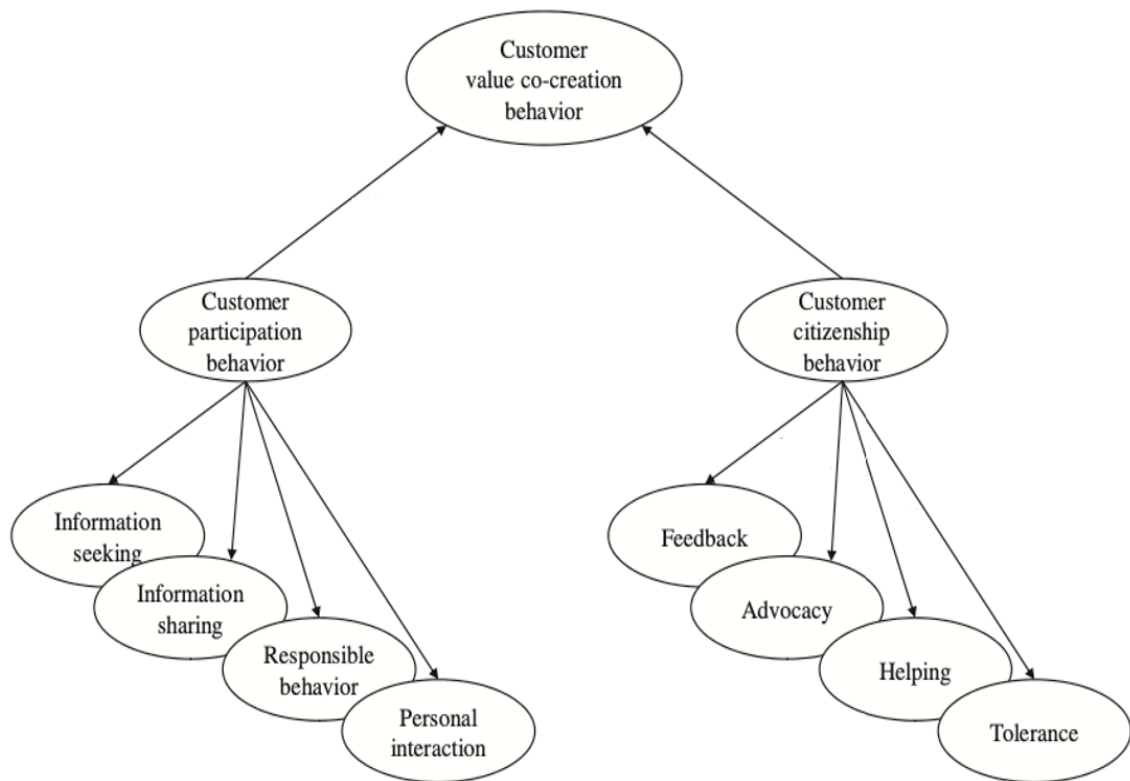 Customer
value co-creation
behavior
Customer
participation
behavior
Customer
citizenship
behavior
Information
seeking
Information
sharing
Responsible
behavior
Personal
interaction
Feedback
Advocacy
Helping
Tolerance